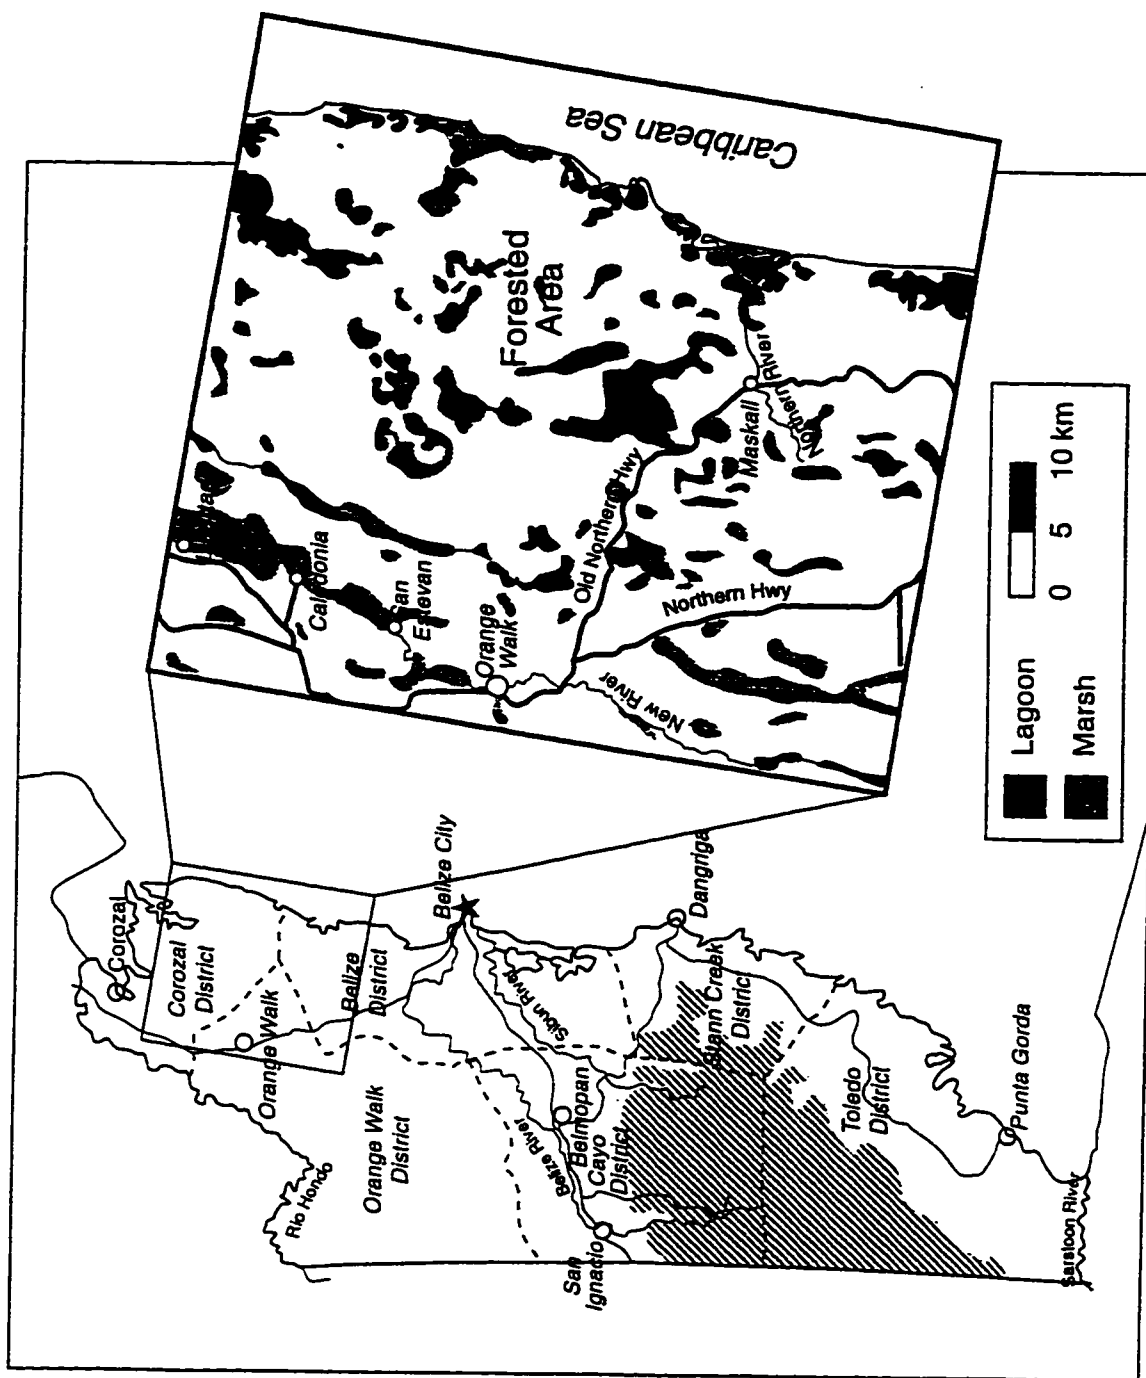 Corozal
Corozal
District
Orange Walk
Belize
District
Belize City
Rio Hondo
Orange Walk
District
Belize River
Sibun River
Belmopan
Cayo
District
San
Ignacio
Dangriga
Stann Creek
District
Toledo
District
Punta Gorda
Sarstoon River
Caribbean Sea
Forested
Area
Caledonia
San
Estevan
Orange
Walk
Old Northern Hwy
Northern Hwy
New River
Maskall
Northern River
Lagoon
Marsh
0 5 10 km